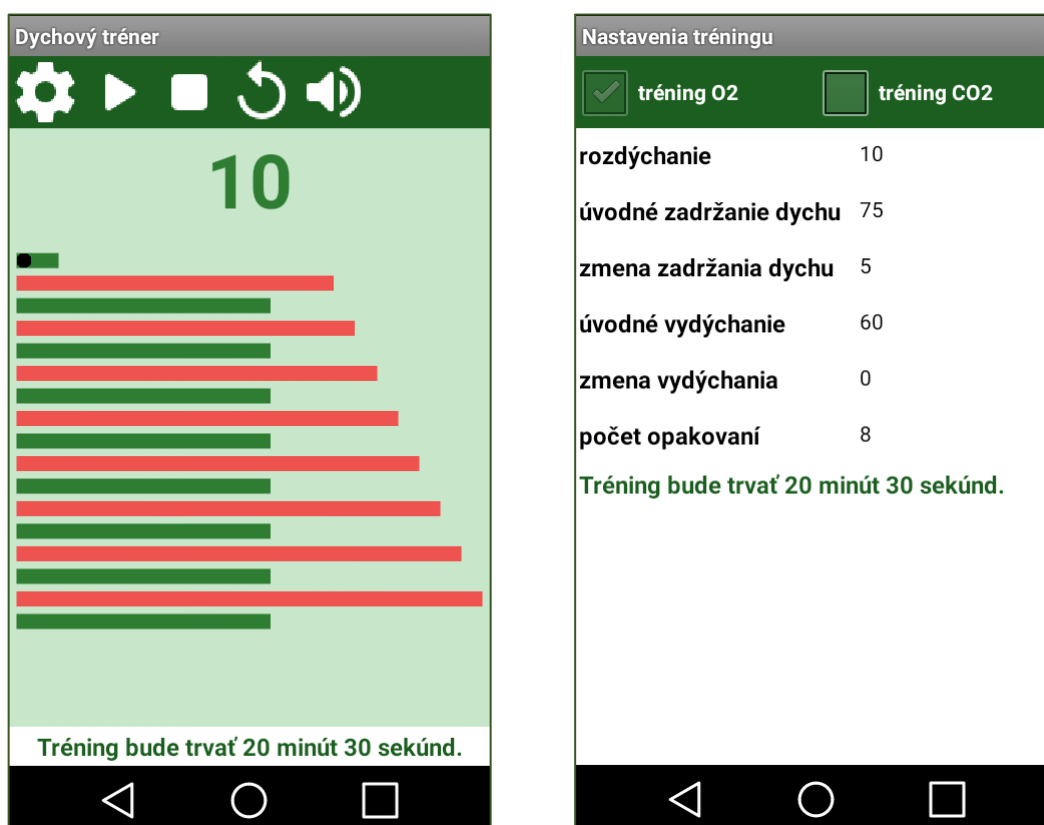 Dychový tréner
10
Tréning bude trvať 20 minút 30 sekúnd.
Nastavenia tréningu
tréning O2 tréning CO2
rozdýchanie 10
úvodné zadržanie dychu 75
zmena zadržania dychu 5
úvodné vydýchanie 60
zmena vydýchania 0
počet opakovaní 8
Tréning bude trvať 20 minút 30 sekúnd.